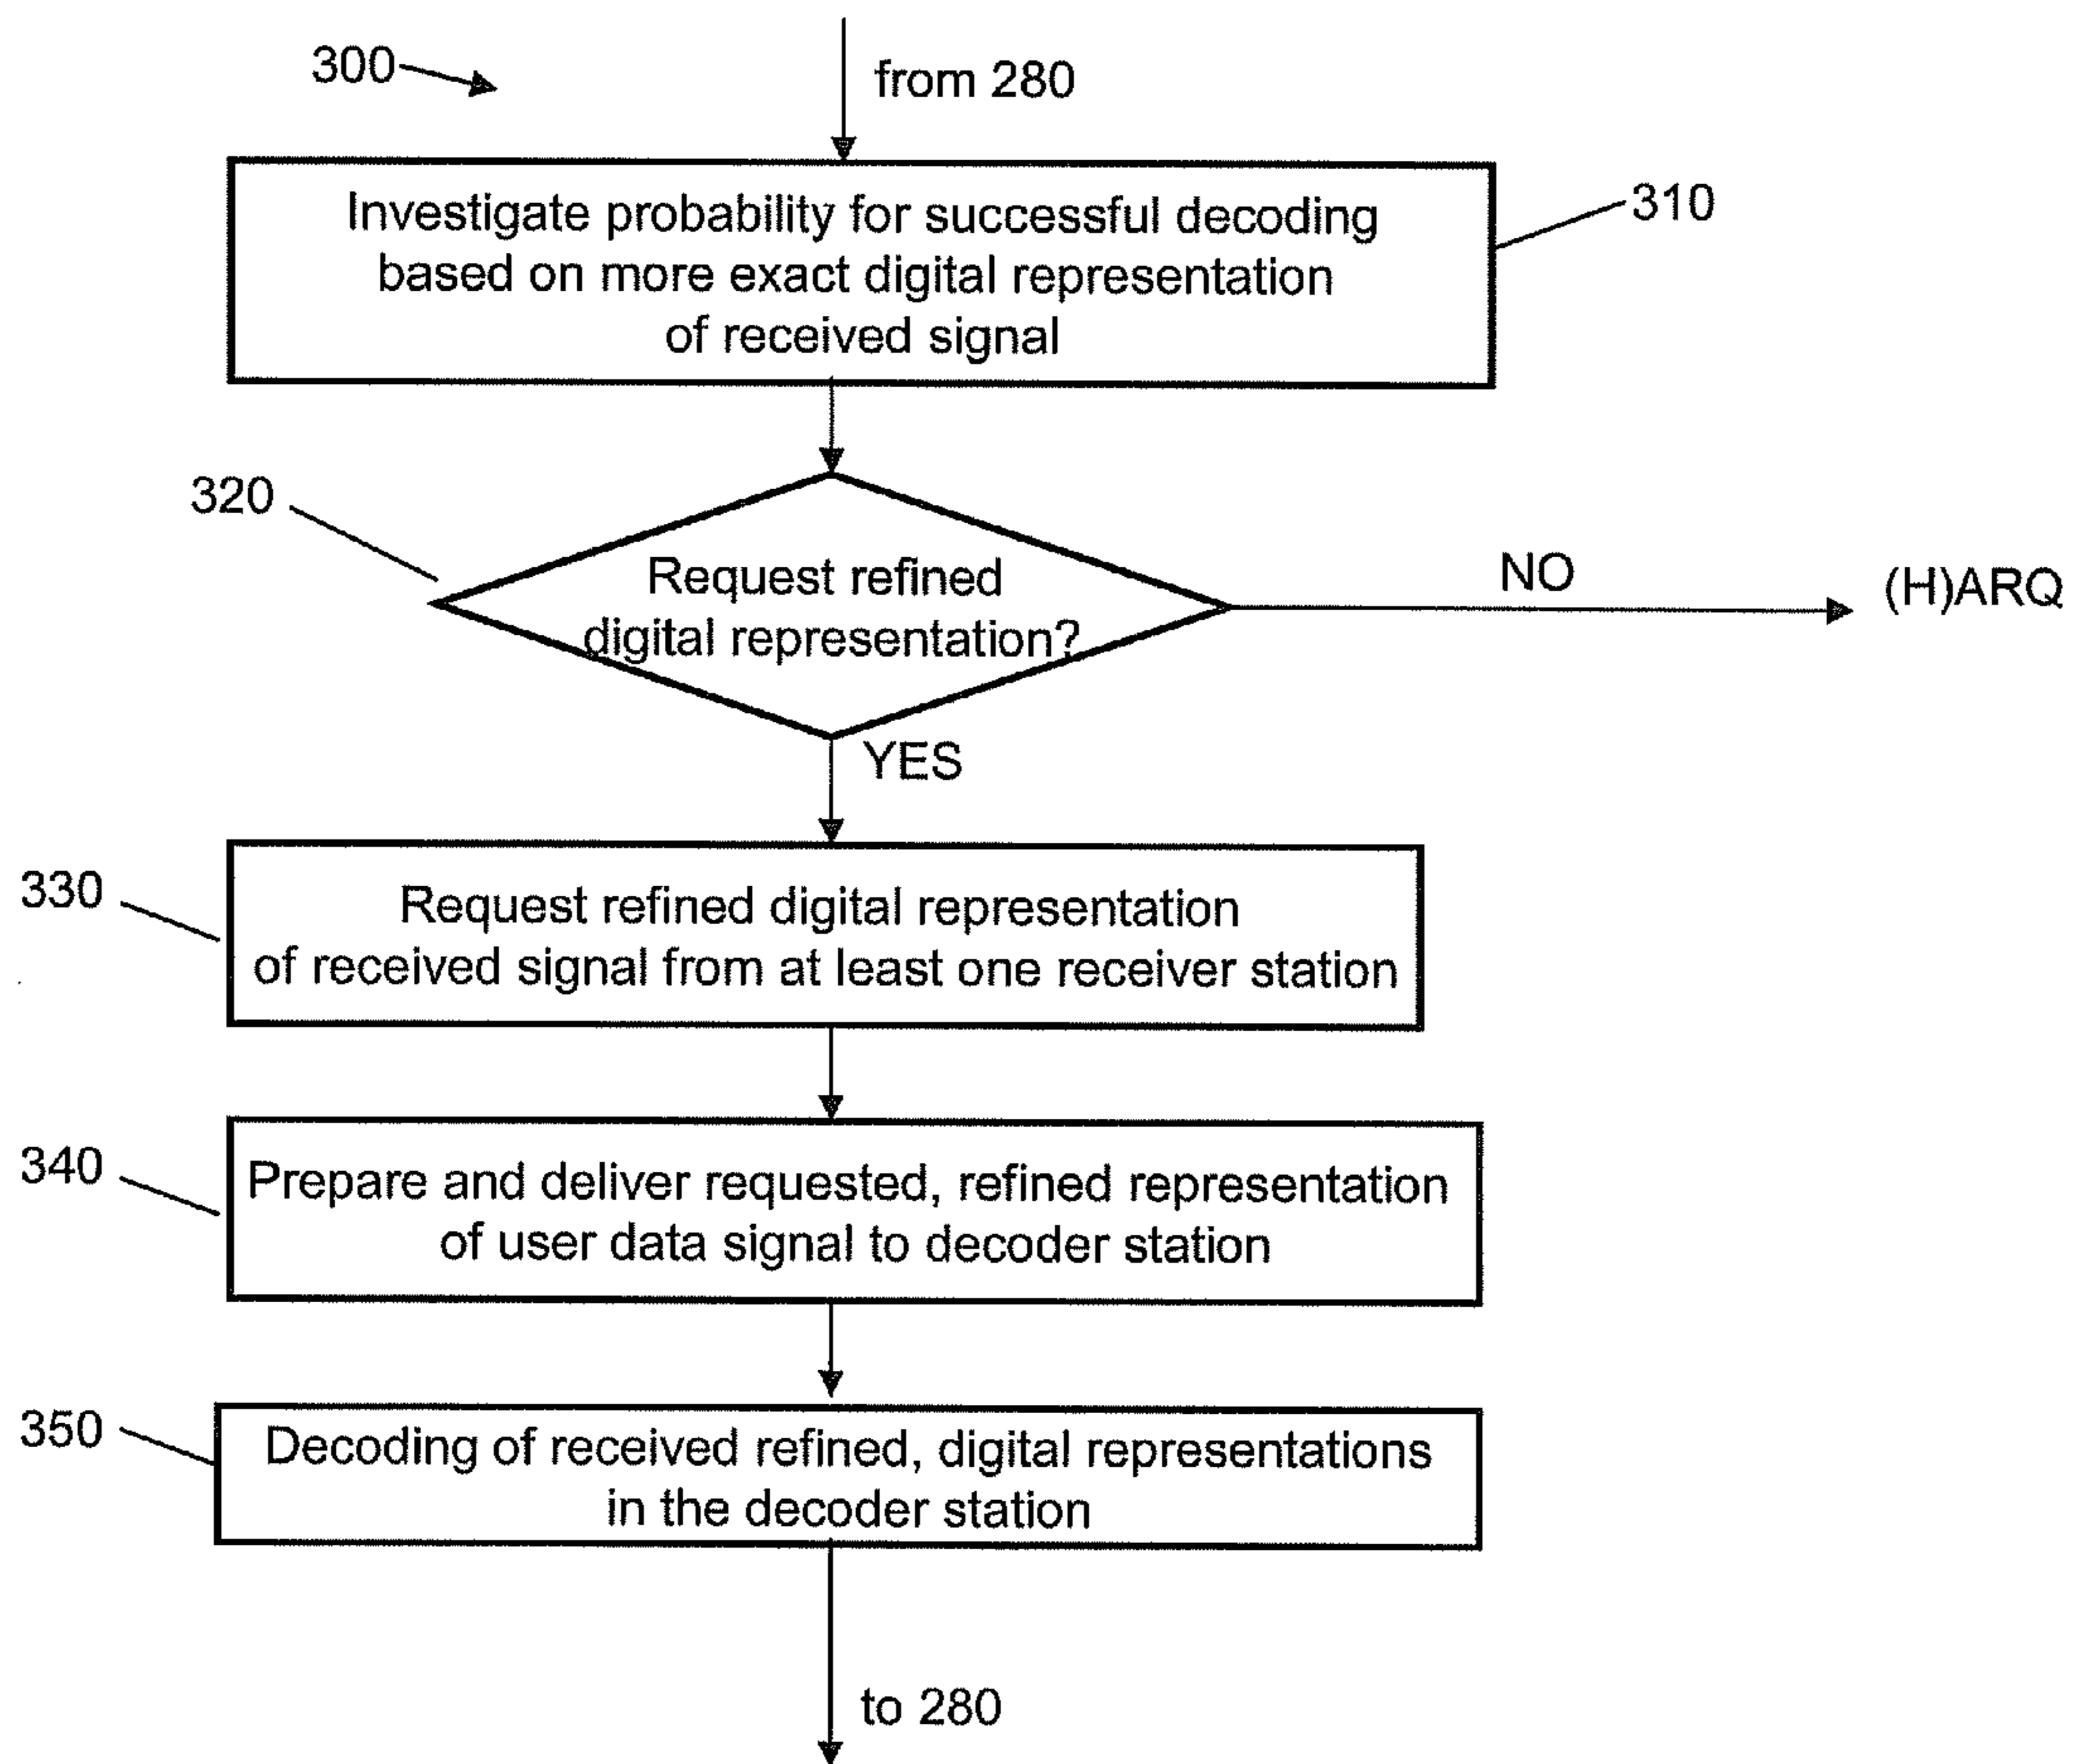 300
from 280
Investigate probability for successful decoding
based on more exact digital representation
of received signal
310
320
Request refined
digital representation?
NO
(H)ARQ
YES
330
Request refined digital representation
of received signal from at least one receiver station
340
Prepare and deliver requested, refined representation
of user data signal to decoder station
350
Decoding of received refined, digital representations
in the decoder station
to 280